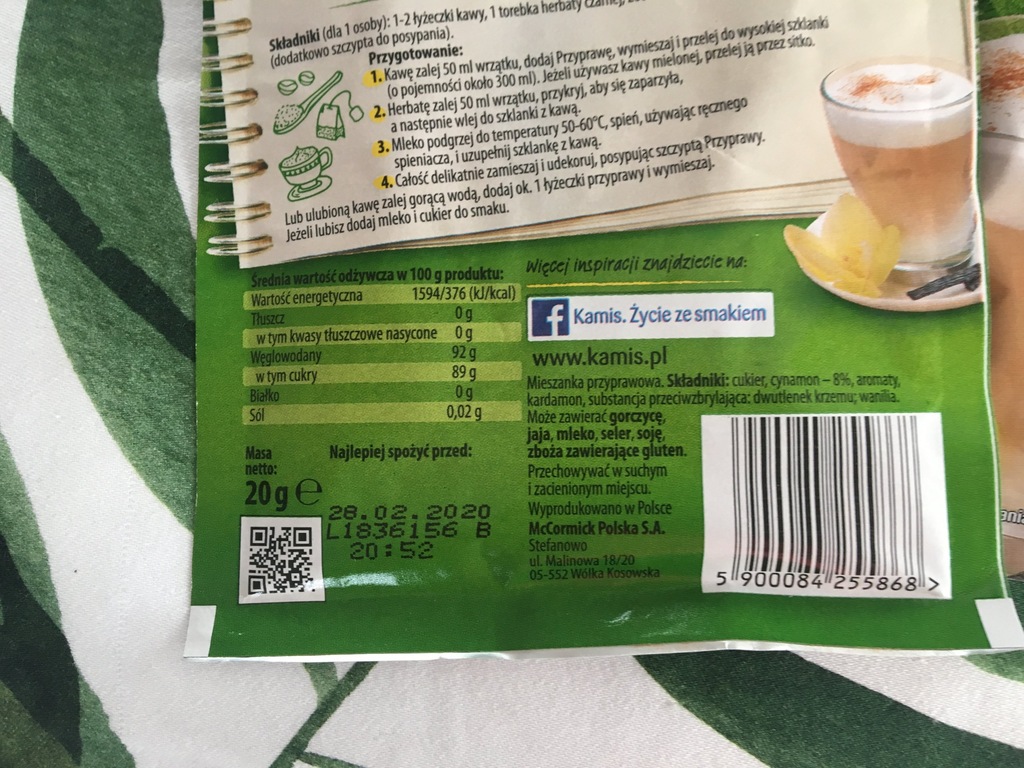 Składniki (dla 1 osoby): 1-2 łyżeczki kawy, 1 torebka herbaty czarnej,
(dodatkowo szczypta do posypania).
Przygotowanie:
1. Kawę zalej 50 ml wrzątku, dodaj Przyprawę, wymieszaj i przelej do wysokiej szklanki
(o pojemności około 300 ml). Jeżeli używasz kawy mielonej, przelej ją przez sitko.
2. Herbatę zalej 50 ml wrzątku, przykryj, aby się zaparzyła,
a następnie wlej do szklanki z kawą.
3. Mleko podgrzej do temperatury 50-60°C, spień, używając ręcznego
spieniacza, i uzupełnij szklankę z kawą.
4. Całość delikatnie zamieszaj i udekoruj, posypując szczyptą Przyprawy.
Lub ulubioną kawę zalej gorącą wodą, dodaj ok. 1 łyżeczki przyprawy i wymieszaj.
Jeżeli lubisz dodaj mleko i cukier do smaku.
Średnia wartość odżywcza w 100 g produktu:
Wartość energetyczna 1594/376 (kJ/kcal)
Tłuszcz 0 g
w tym kwasy tłuszczowe nasycone 0 g
Węglowodany 92 g
w tym cukry 89 g
Białko 0 g
Sól 0,02 g
Masa
netto:
20 g ℮
Najlepiej spożyć przed:
28.02.2020
L1836156 B
20:52
Więcej inspiracji znajdziecie na:
f Kamis. Życie ze smakiem
www.kamis.pl
Mieszanka przyprawowa. Składniki: cukier, cynamon – 8%, aromaty,
kardamon, substancja przeciwzbrylająca: dwutlenek krzemu; wanilia.
Może zawierać gorczycę,
jaja, mleko, seler, soję,
zboża zawierające gluten.
Przechowywać w suchym
i zacienionym miejscu.
Wyprodukowano w Polsce
McCormick Polska S.A.
Stefanowo
ul. Malinowa 18/20
05-552 Wólka Kosowska
5 900084 255868 >